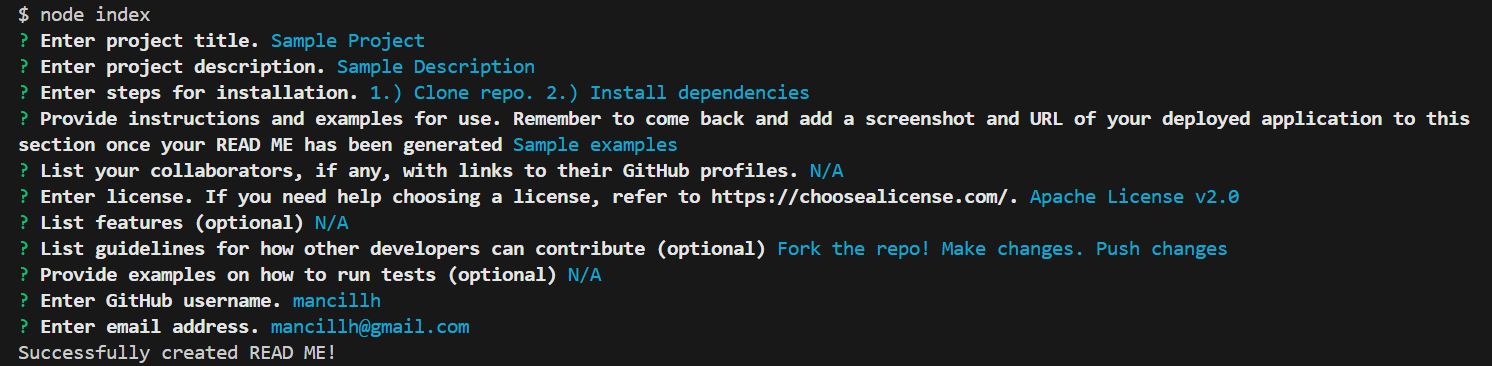 $ node index
? Enter project title. Sample Project
? Enter project description. Sample Description
? Enter steps for installation. 1.) Clone repo. 2.) Install dependencies
? Provide instructions and examples for use. Remember to come back and add a screenshot and URL of your deployed application to this
section once your READ ME has been generated Sample examples
? List your collaborators, if any, with links to their GitHub profiles. N/A
? Enter license. If you need help choosing a license, refer to https://choosealicense.com/. Apache License v2.0
? List features (optional) N/A
? List guidelines for how other developers can contribute (optional) Fork the repo! Make changes. Push changes
? Provide examples on how to run tests (optional) N/A
? Enter GitHub username. mancillh
? Enter email address. mancillh@gmail.com
Successfully created READ ME!